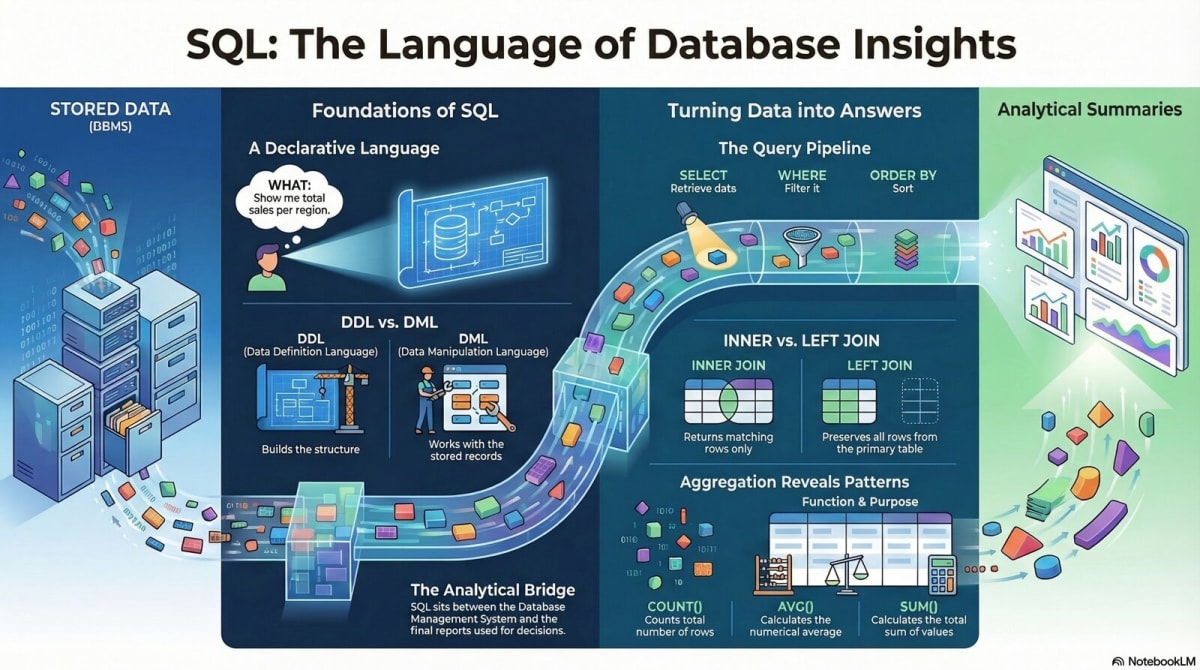 SQL: The Language of Database Insights
STORED DATA
(BBMS)
Foundations of SQL
A Declarative Language
WHAT:
Show me total
sales per region.
DDL vs. DML
DDL
(Data Definition Language)
Builds the structure
DML
(Data Manipulation Language)
Works with the
stored records
The Analytical Bridge
SQL sits between the Database
Management System and the
final reports used for decisions.
Turning Data into Answers
The Query Pipeline
SELECT
Retrieve data
WHERE
Filter it
ORDER BY
Sort
INNER vs. LEFT JOIN
INNER JOIN
Returns matching
rows only
LEFT JOIN
Preserves all rows from
the primary table
Aggregation Reveals Patterns
Function & Purpose
COUNT()
Counts total
number of rows
AVG()
Calculates the
numerical average
SUM()
Calculates the total
sum of values
Analytical Summaries
NotebookLM